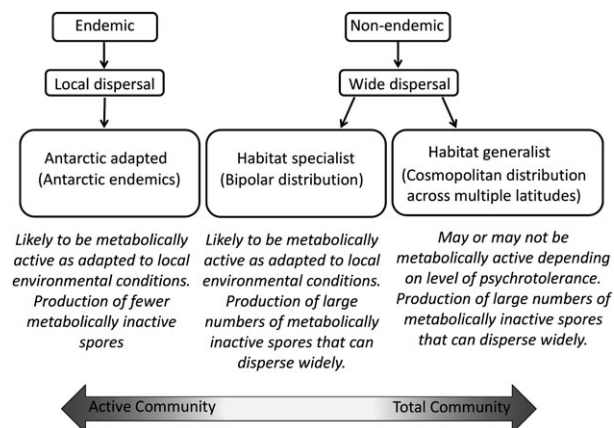 Endemic
Non-endemic
Local dispersal
Wide dispersal
Antarctic adapted
(Antarctic endemics)
Habitat specialist
(Bipolar distribution)
Habitat generalist
(Cosmopolitan distribution
across multiple latitudes)
Likely to be metabolically
active as adapted to local
environmental conditions.
Production of fewer
metabolically inactive
spores
Likely to be metabolically
active as adapted to local
environmental conditions.
Production of large
numbers of metabolically
inactive spores that can
disperse widely.
May or may not be
metabolically active depending
on level of psychrotolerance.
Production of large numbers of
metabolically inactive spores
that can disperse widely.
Active Community
Total Community